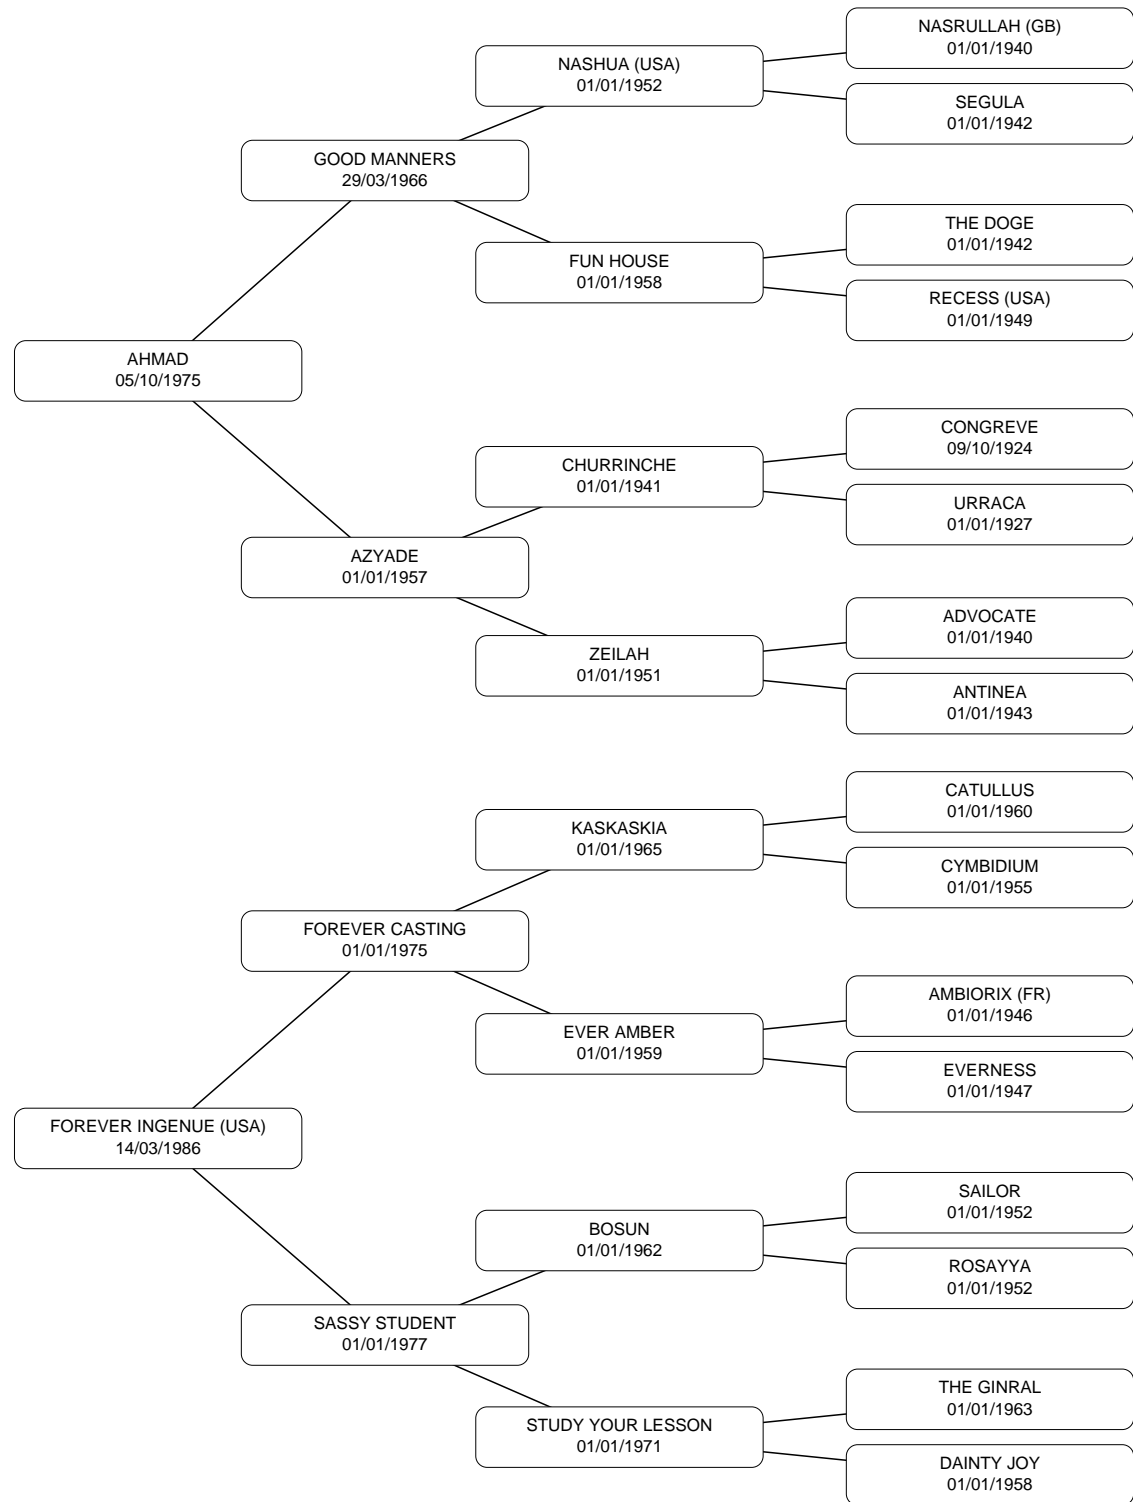 NASRULLAH (GB)
01/01/1940
NASHUA (USA)
01/01/1952
SEGULA
01/01/1942
GOOD MANNERS
29/03/1966
THE DOGE
01/01/1942
FUN HOUSE
01/01/1958
RECESS (USA)
01/01/1949
AHMAD
05/10/1975
CONGREVE
09/10/1924
CHURRINCHE
01/01/1941
URRACA
01/01/1927
AZYADE
01/01/1957
ADVOCATE
01/01/1940
ZEILAH
01/01/1951
ANTINEA
01/01/1943
CATULLUS
01/01/1960
KASKASKIA
01/01/1965
CYMBIDIUM
01/01/1955
FOREVER CASTING
01/01/1975
AMBIORIX (FR)
01/01/1946
EVER AMBER
01/01/1959
EVERNESS
01/01/1947
FOREVER INGENUE (USA)
14/03/1986
SAILOR
01/01/1952
BOSUN
01/01/1962
ROSAYYA
01/01/1952
SASSY STUDENT
01/01/1977
THE GINRAL
01/01/1963
STUDY YOUR LESSON
01/01/1971
DAINTY JOY
01/01/1958